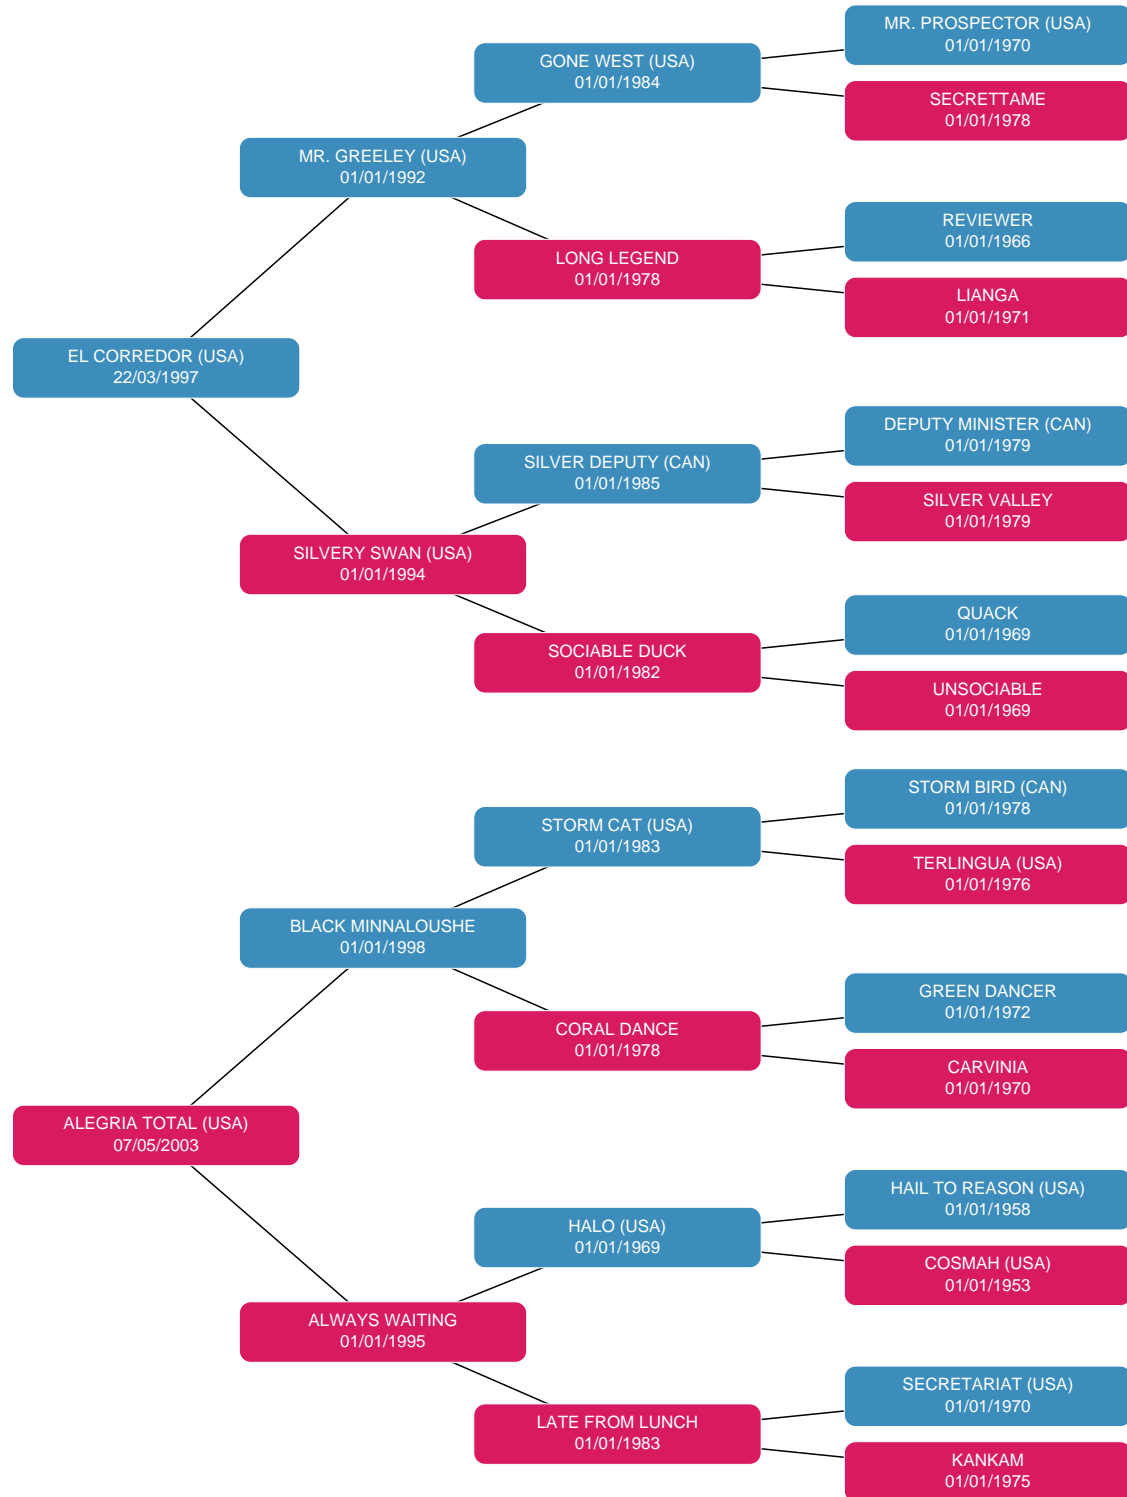 MR. PROSPECTOR (USA)
01/01/1970
GONE WEST (USA)
01/01/1984
SECRETTAME
01/01/1978
MR. GREELEY (USA)
01/01/1992
REVIEWER
01/01/1966
LONG LEGEND
01/01/1978
LIANGA
01/01/1971
EL CORREDOR (USA)
22/03/1997
DEPUTY MINISTER (CAN)
01/01/1979
SILVER DEPUTY (CAN)
01/01/1985
SILVER VALLEY
01/01/1979
SILVERY SWAN (USA)
01/01/1994
QUACK
01/01/1969
SOCIABLE DUCK
01/01/1982
UNSOCIABLE
01/01/1969
STORM BIRD (CAN)
01/01/1978
STORM CAT (USA)
01/01/1983
TERLINGUA (USA)
01/01/1976
BLACK MINNALOUSHE
01/01/1998
GREEN DANCER
01/01/1972
CORAL DANCE
01/01/1978
CARVINIA
01/01/1970
ALEGRIA TOTAL (USA)
07/05/2003
HAIL TO REASON (USA)
01/01/1958
HALO (USA)
01/01/1969
COSMAH (USA)
01/01/1953
ALWAYS WAITING
01/01/1995
SECRETARIAT (USA)
01/01/1970
LATE FROM LUNCH
01/01/1983
KANKAM
01/01/1975